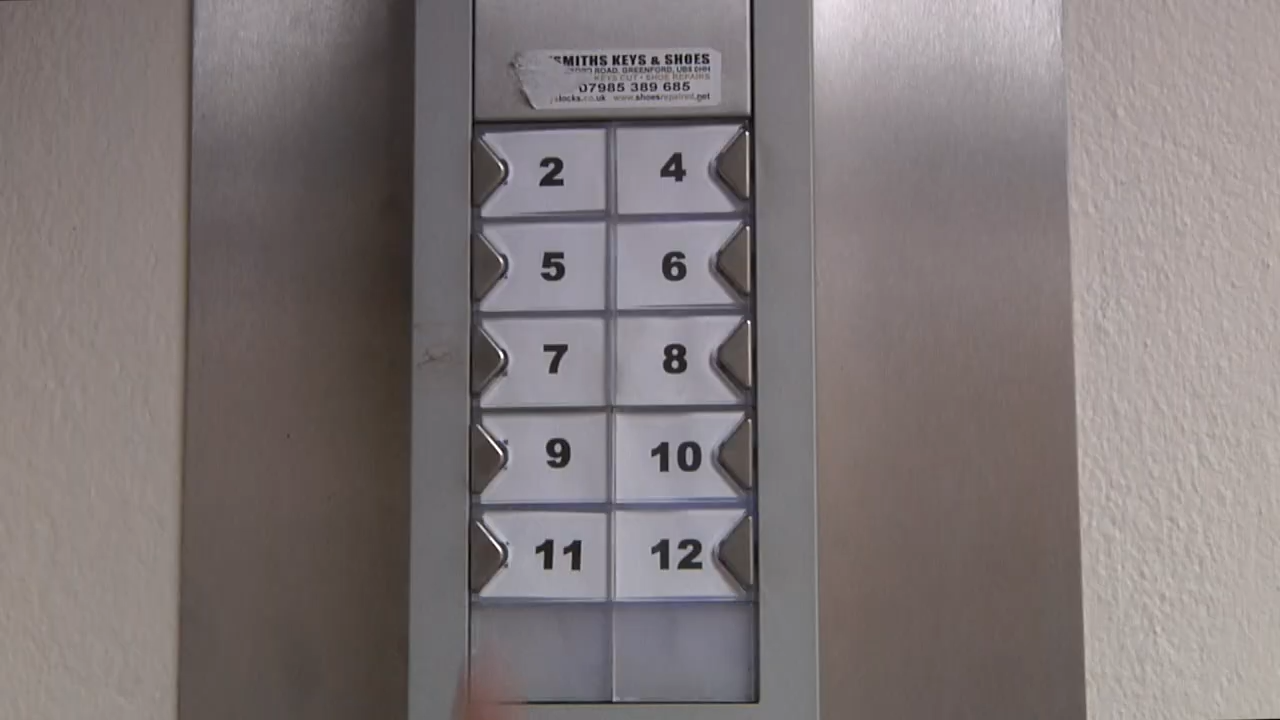 SMITHS KEYS & SHOES
ROAD, GREENFORD, UB6 0HH
KEYS CUT • SHOE REPAIRS
07985 389 685
locks.co.uk www.shoesrepaired.net
2 4
5 6
7 8
9 10
11 12